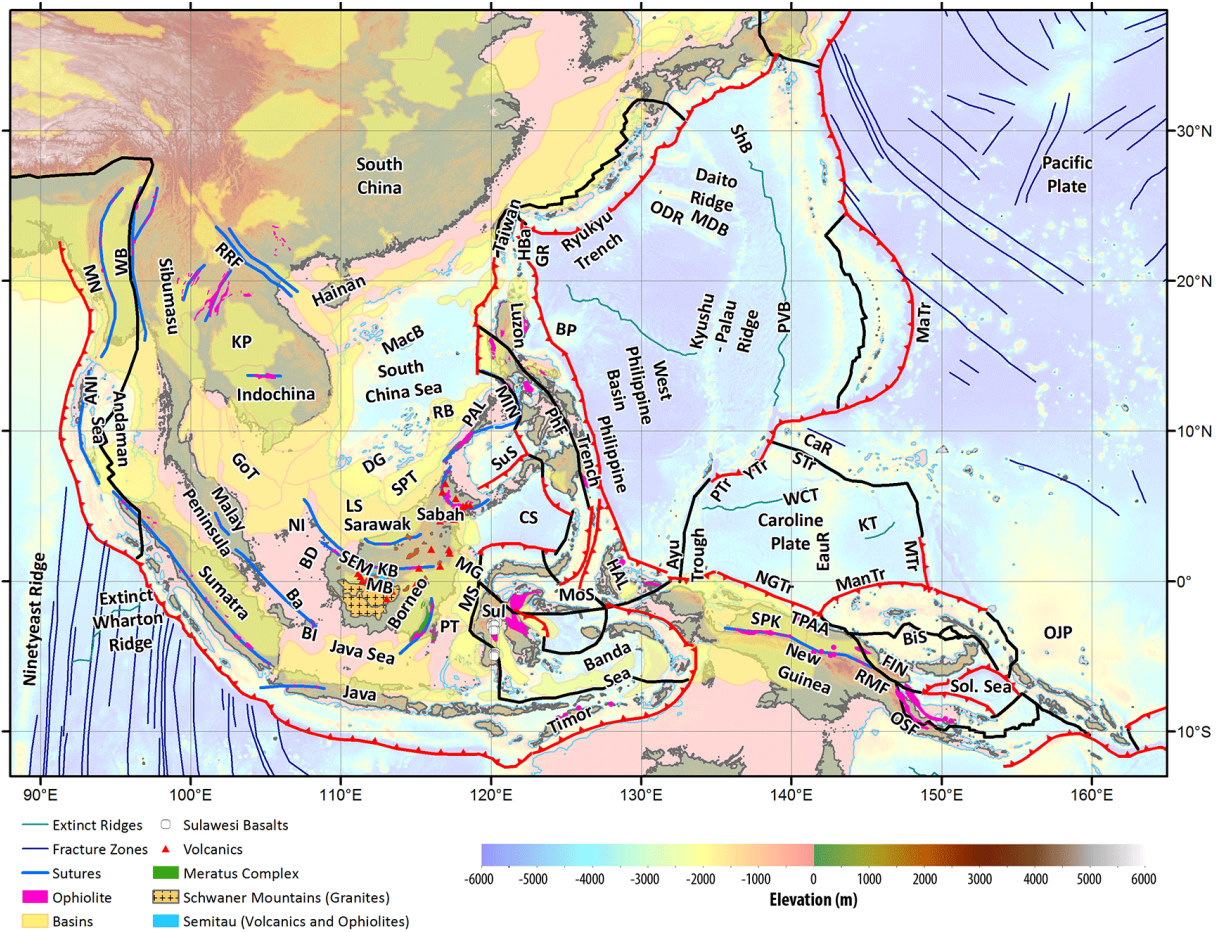 South
China
Pacific
Plate
30°N
20°N
10°N
0°
10°S
ShB
Daito
Ridge
ODR MDB
Ryukyu
Trench
Taiwan
HBa
GR
MN
WB
Sibumasu
RRF
Hainan
KP
Indochina
MacB
South
China Sea
Luzon
BP
Kyushu
- Palau
Ridge
PVB
MaTr
West
Philippine
Basin
ANI
Andaman
Sea
RB
PAL
MIN
PhF
Philippine
Trench
SuS
DG
SPT
GoT
CaR
STr
YTr
PTr
WCT
Caroline
Plate
EauR
KT
MTr
Ayu
Trough
Malay
Peninsula
NI
LS
Sarawak
Sabah
CS
BD
SEM
KB
MB
MG
MS
Borneo
Sumatra
Ba
BI
PT
Sul
MoS
HAL
NGTr
ManTr
Ninetyeast Ridge
Extinct
Wharton
Ridge
Java Sea
Java
Banda
Sea
Timor
SPK
TPAA
New
Guinea
BiS
FIN
RMF
OSF
Sol. Sea
OJP
90°E
100°E
110°E
120°E
130°E
140°E
150°E
160°E
Extinct Ridges
Sulawesi Basalts
Fracture Zones
Volcanics
Sutures
Meratus Complex
Ophiolite
Schwaner Mountains (Granites)
Basins
Semitau (Volcanics and Ophiolites)
-6000 -5000 -4000 -3000 -2000 -1000 0 1000 2000 3000 4000 5000 6000
Elevation (m)